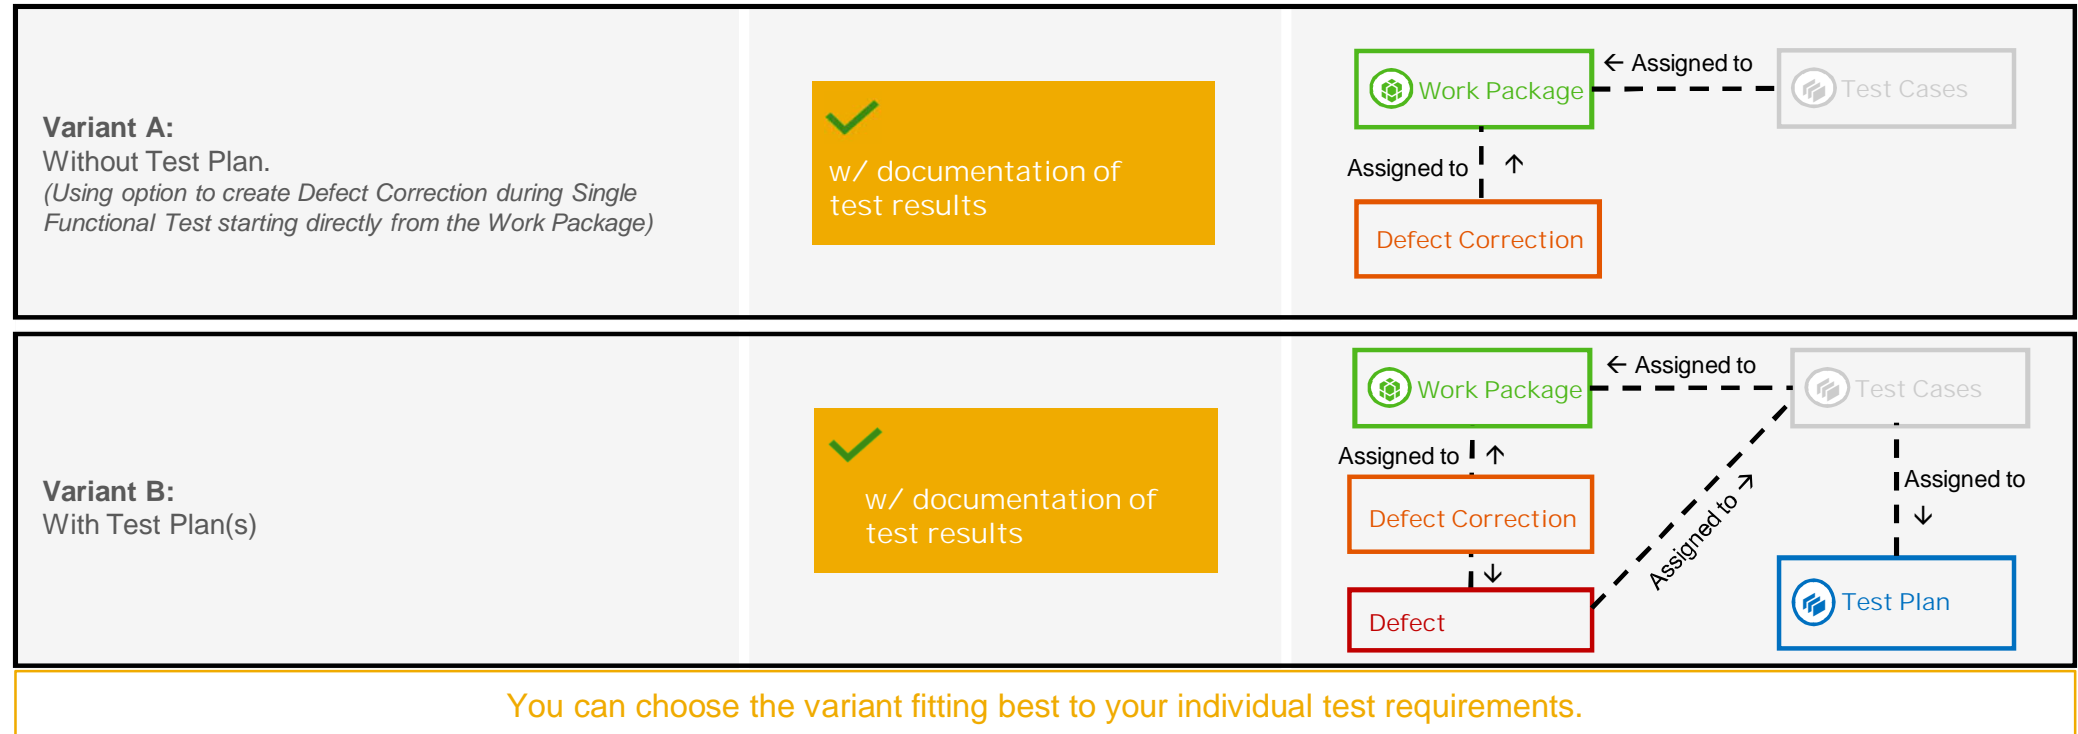 Variant A:
Without Test Plan.
(Using option to create Defect Correction during Single
Functional Test starting directly from the Work Package)
w/ documentation of
test results
← Assigned to
Work Package
Test Cases
Assigned to ↑
Defect Correction
Variant B:
With Test Plan(s)
w/ documentation of
test results
← Assigned to
Work Package
Test Cases
Assigned to ↑
Assigned to
↓
Defect Correction
Assigned to →
↓
Defect
Test Plan
You can choose the variant fitting best to your individual test requirements.